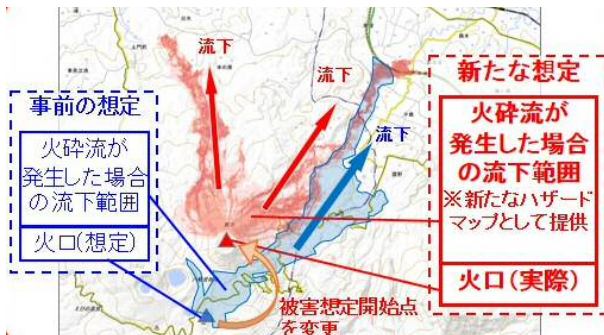 流下
流下
流下
事前の想定
火砕流が
発生した場合
の流下範囲
火口(想定)
新たな想定
火砕流が
発生した場合
の流下範囲
※新たなハザード
マップとして提供
火口(実際)
被害想定開始点
を変更